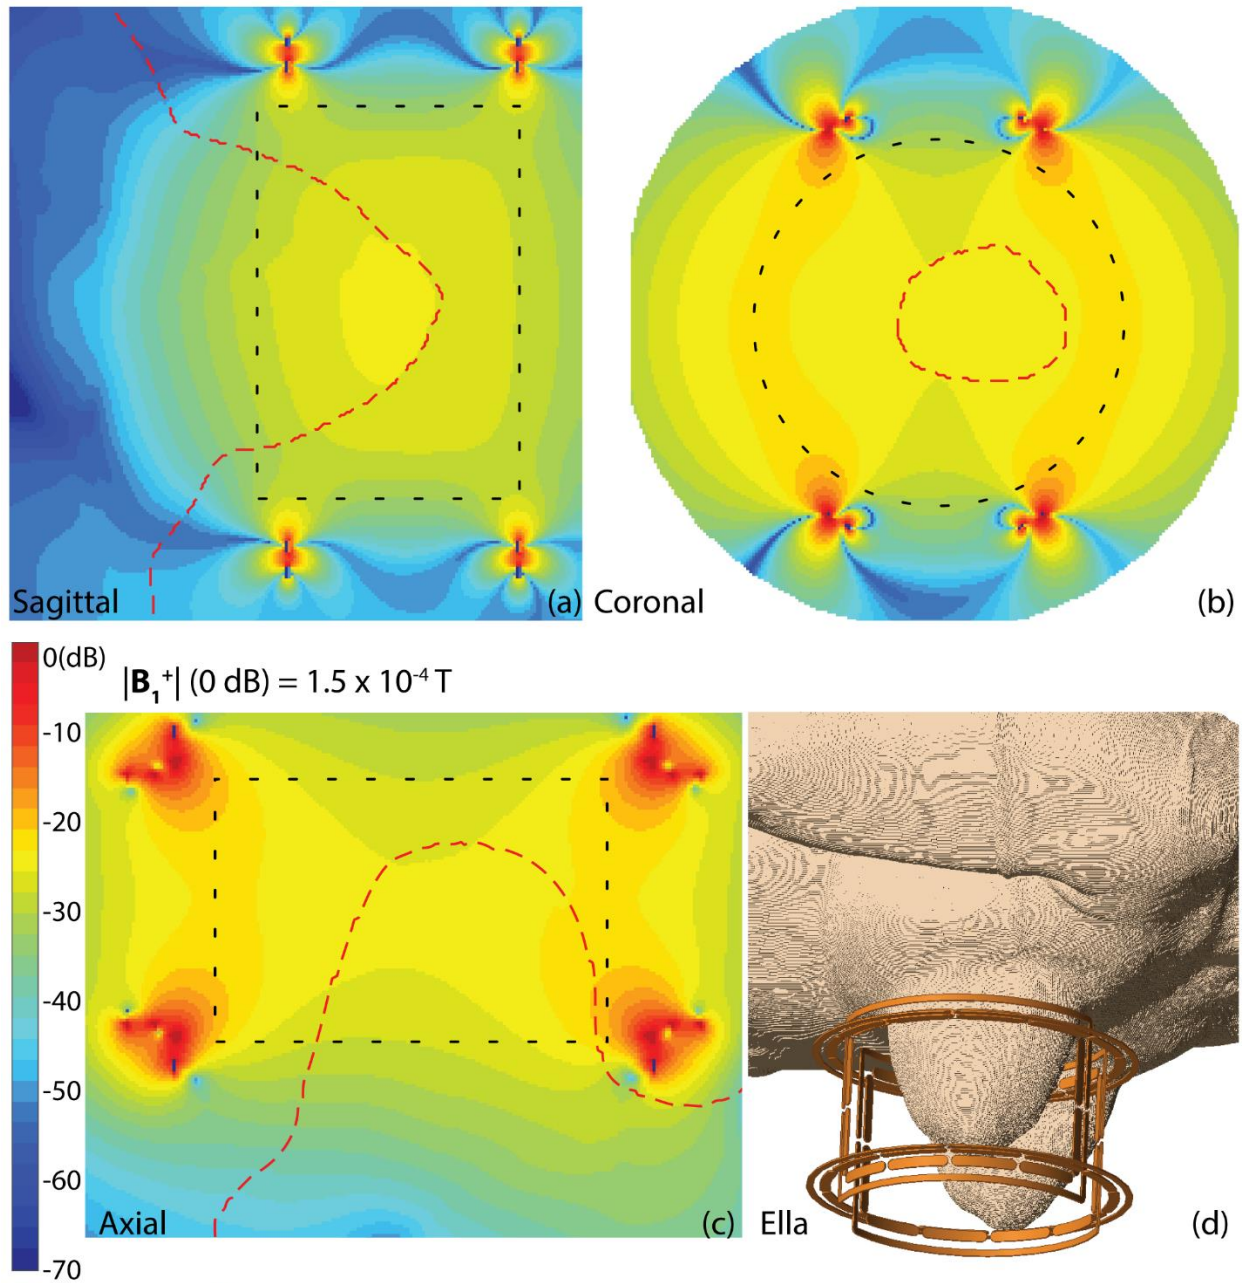 Sagittal
(a)
Coronal
(b)
0(dB)
|B₁⁺| (0 dB) = 1.5 x 10⁻⁴ T
-10
-20
-30
-40
-50
-60
-70
Axial
(c)
Ella
(d)